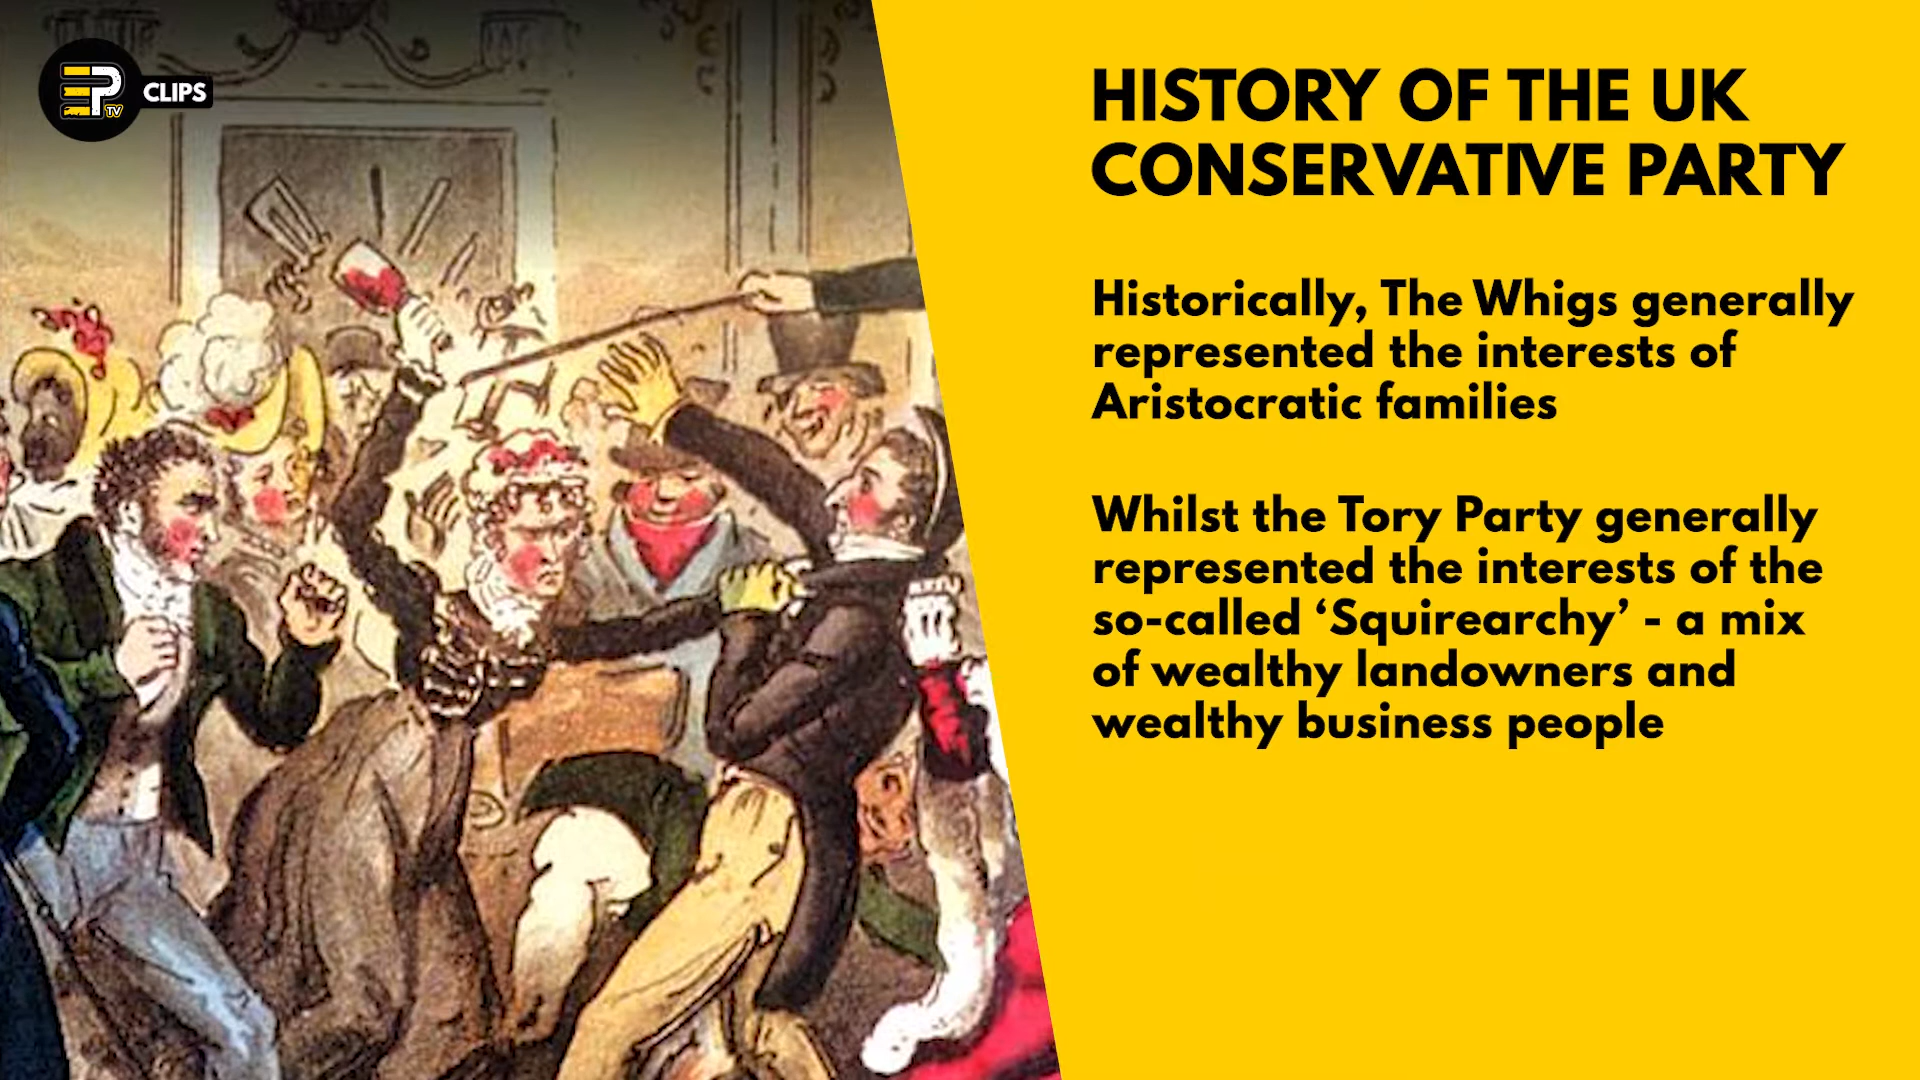 EP TV CLIPS
HISTORY OF THE UK
CONSERVATIVE PARTY
Historically, The Whigs generally
represented the interests of
Aristocratic families
Whilst the Tory Party generally
represented the interests of the
so-called ‘Squirearchy’ - a mix
of wealthy landowners and
wealthy business people